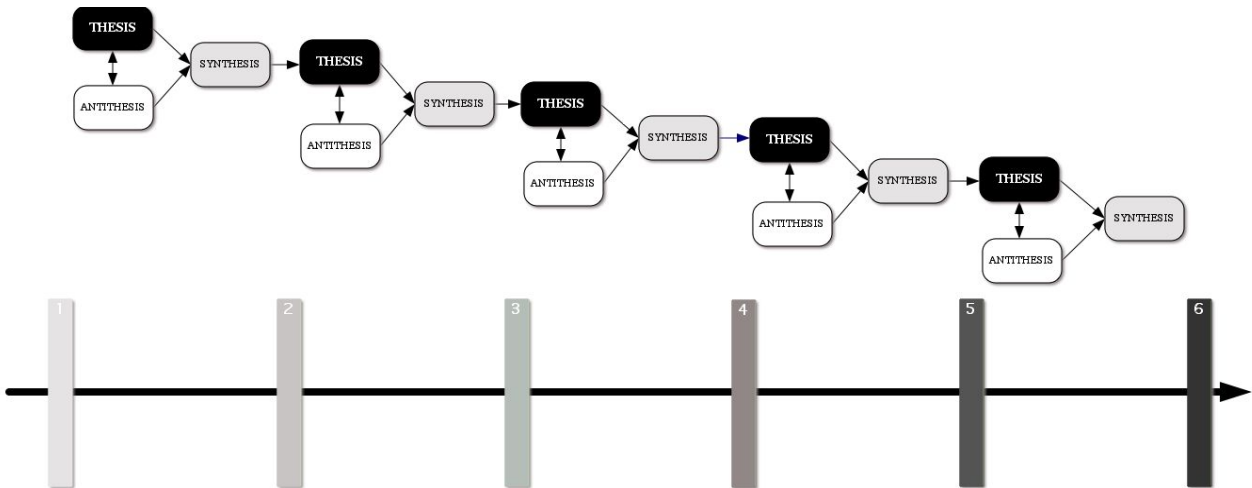 THESIS
ANTITHESIS
SYNTHESIS
THESIS
ANTITHESIS
SYNTHESIS
THESIS
ANTITHESIS
SYNTHESIS
THESIS
ANTITHESIS
SYNTHESIS
THESIS
ANTITHESIS
SYNTHESIS
1
2
3
4
5
6